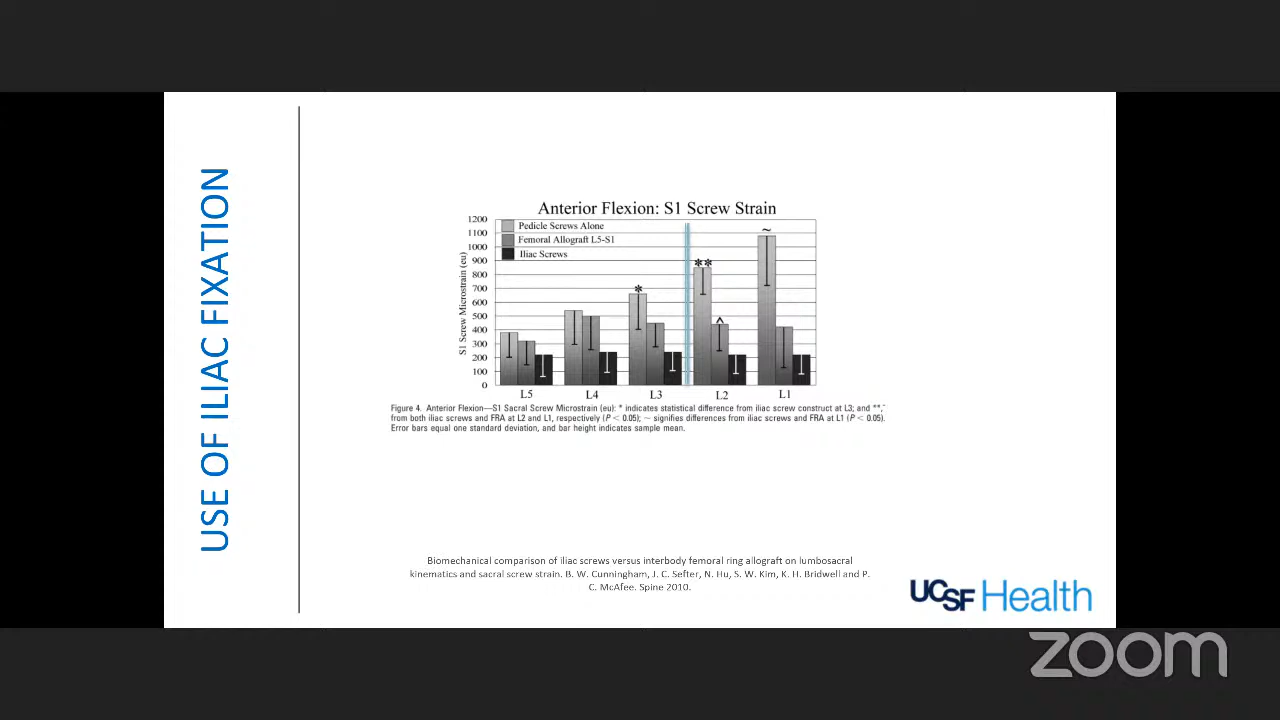 USE OF ILIAC FIXATION
Anterior Flexion: S1 Screw Strain
S1 Screw Microstrain (eu)
1200
1100
1000
900
800
700
600
500
400
300
200
100
0
Pedicle Screws Alone
Femoral Allograft L5-S1
Iliac Screws
*
**
^
~
L5 L4 L3 L2 L1
Figure 4. Anterior Flexion—S1 Sacral Screw Microstrain (eu): * indicates statistical difference from iliac screw construct at L3; and **,~
from both iliac screws and FRA at L2 and L1, respectively (P < 0.05); ~ signifies differences from iliac screws and FRA at L1 (P < 0.05).
Error bars equal one standard deviation, and bar height indicates sample mean.
Biomechanical comparison of iliac screws versus interbody femoral ring allograft on lumbosacral
kinematics and sacral screw strain. B. W. Cunningham, J. C. Sefter, N. Hu, S. W. Kim, K. H. Bridwell and P.
C. McAfee. Spine 2010.
UCSF Health
zoom